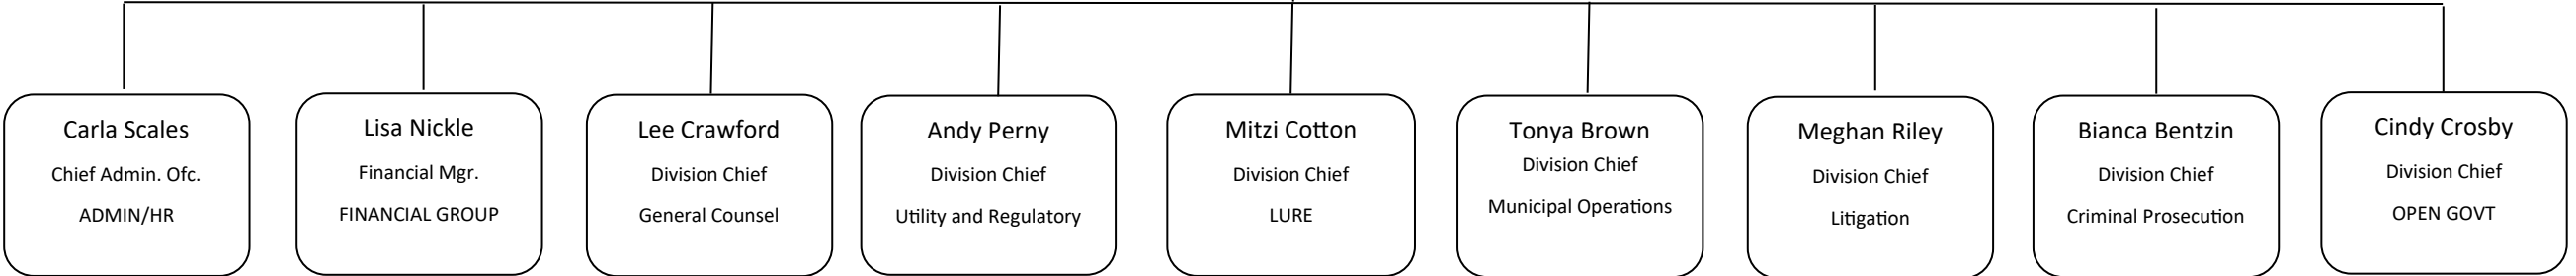 Carla Scales
Chief Admin. Ofc.
ADMIN/HR
Lisa Nickle
Financial Mgr.
FINANCIAL GROUP
Lee Crawford
Division Chief
General Counsel
Andy Perny
Division Chief
Utility and Regulatory
Mitzi Cotton
Division Chief
LURE
Tonya Brown
Division Chief
Municipal Operations
Meghan Riley
Division Chief
Litigation
Bianca Bentzin
Division Chief
Criminal Prosecution
Cindy Crosby
Division Chief
OPEN GOVT